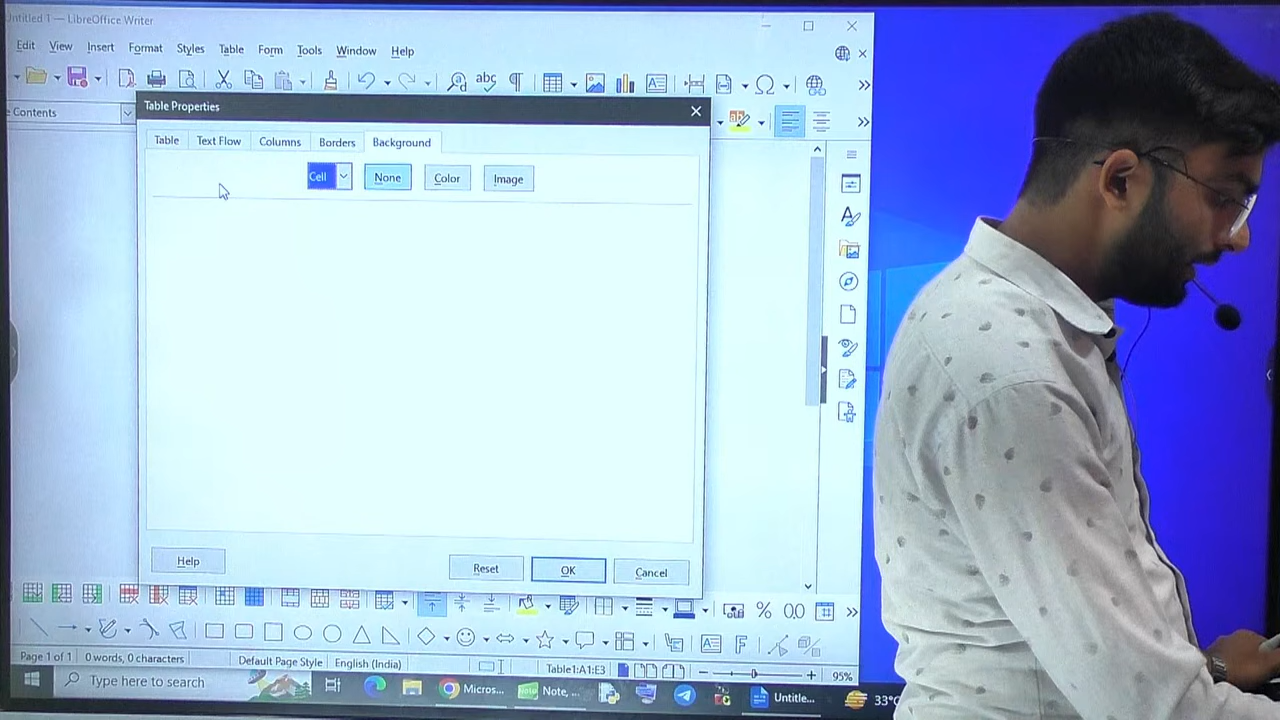 Untitled 1 — LibreOffice Writer
Edit View Insert Format Styles Table Form Tools Window Help
Contents
Table Properties
Table Text Flow Columns Borders Background
Cell None Color Image
Help Reset OK Cancel
% 0.0
Page 1 of 1 0 words, 0 characters Default Page Style English (India) Table1:A1:E3 95%
Type here to search Micros... Note, ... Untitle... 33°C